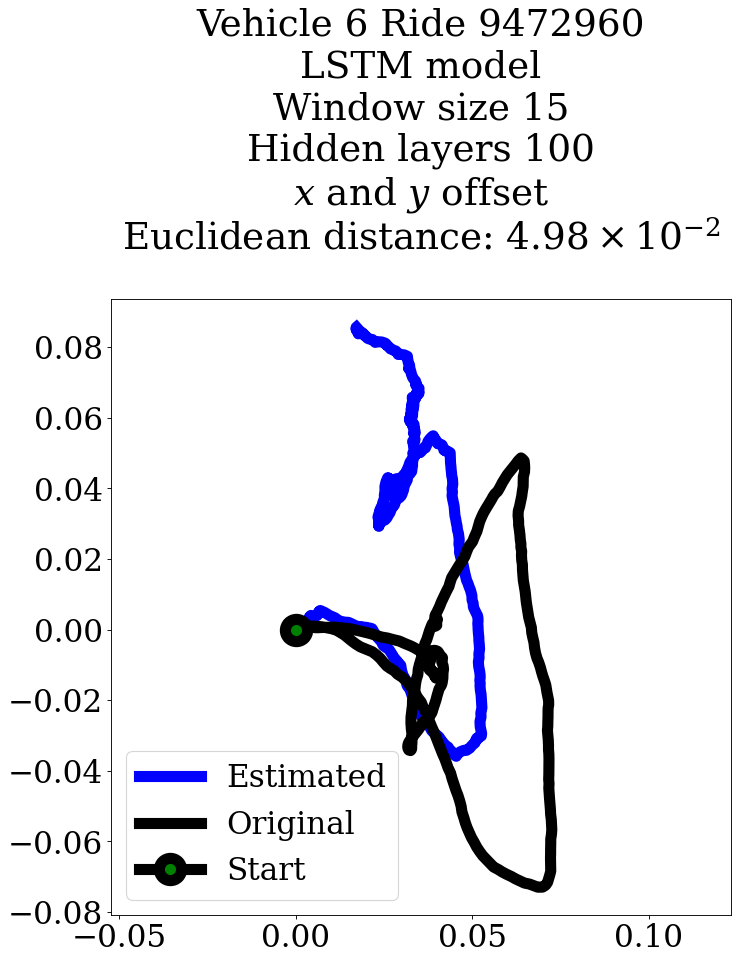 Vehicle 6 Ride 9472960
LSTM model
Window size 15
Hidden layers 100
x and y offset
Euclidean distance: 4.98 × 10⁻²
0.08
0.06
0.04
0.02
0.00
−0.02
−0.04
−0.06
−0.08
Estimated
Original
Start
−0.05 0.00 0.05 0.10